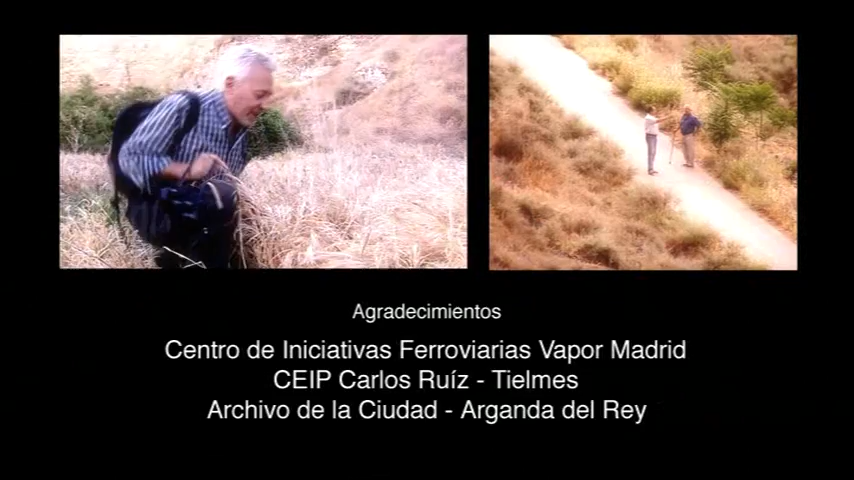 Agradecimientos
Centro de Iniciativas Ferroviarias Vapor Madrid
CEIP Carlos Ruíz - Tielmes
Archivo de la Ciudad - Arganda del Rey